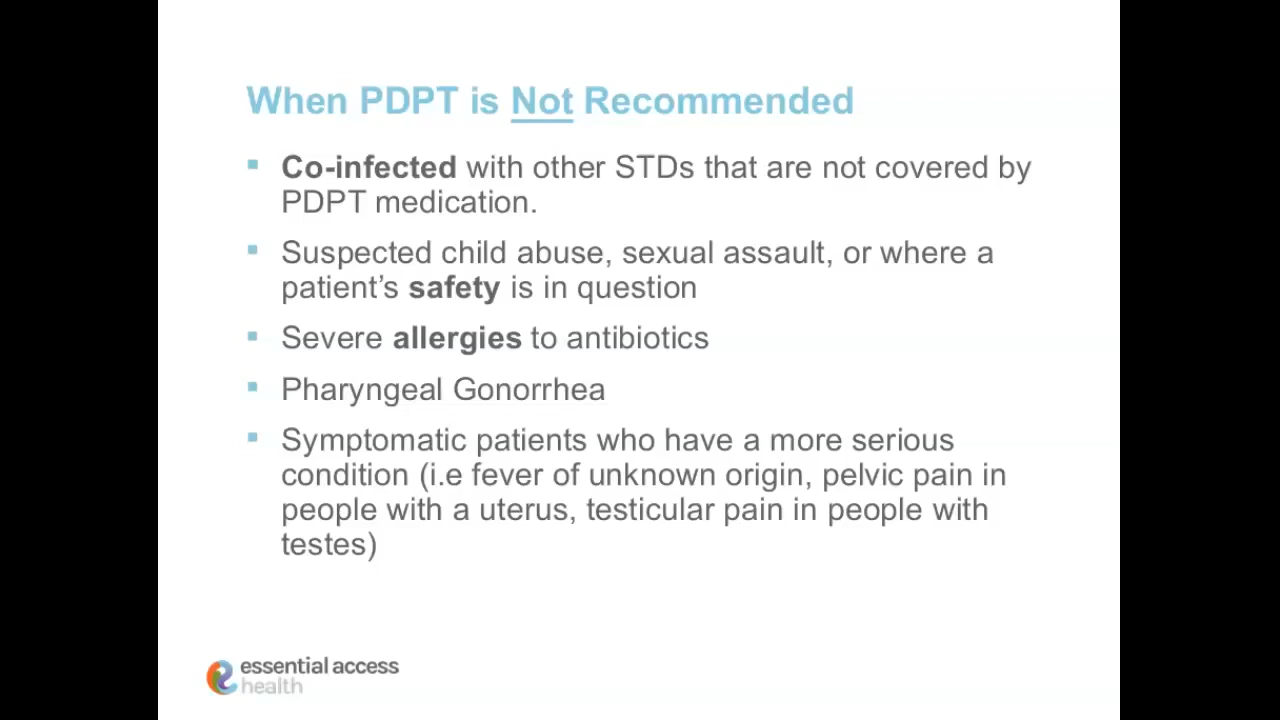 When PDPT is Not Recommended
Co-infected with other STDs that are not covered by
PDPT medication.
Suspected child abuse, sexual assault, or where a
patient’s safety is in question
Severe allergies to antibiotics
Pharyngeal Gonorrhea
Symptomatic patients who have a more serious
condition (i.e fever of unknown origin, pelvic pain in
people with a uterus, testicular pain in people with
testes)
essential access
health